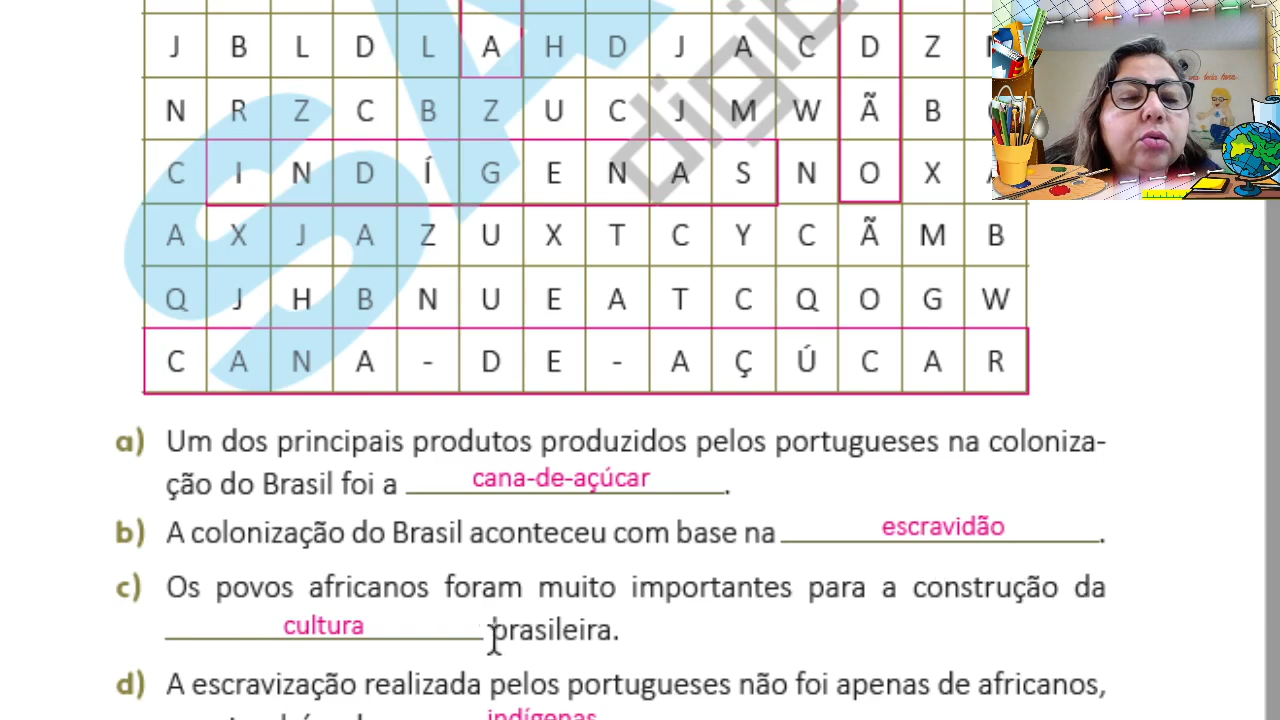 J B L D L A H D J A C D Z
N R Z C B Z U C J M W Ã B
C I N D Í G E N A S N O X
A X J A Z U X T C Y C Ã M B
Q J H B N U E A T C Q O G W
C A N A - D E - A Ç Ú C A R
a) Um dos principais produtos produzidos pelos portugueses na coloniza-
ção do Brasil foi a cana-de-açúcar.
b) A colonização do Brasil aconteceu com base na escravidão.
c) Os povos africanos foram muito importantes para a construção da
cultura brasileira.
d) A escravização realizada pelos portugueses não foi apenas de africanos,
indígenas